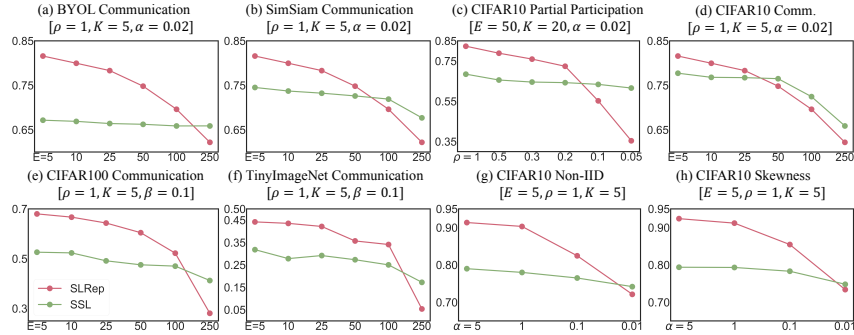 (a) BYOL Communication
[ρ = 1, K = 5, α = 0.02]
0.85
0.75
0.65
E=5 10 25 50 100 250
(b) SimSiam Communication
[ρ = 1, K = 5, α = 0.02]
0.85
0.75
0.65
E=5 10 25 50 100 250
(c) CIFAR10 Partial Participation
[E = 50, K = 20, α = 0.02]
0.85
0.75
0.55
0.35
ρ = 1 0.5 0.3 0.2 0.1 0.05
(d) CIFAR10 Comm.
[ρ = 1, K = 5, α = 0.02]
0.85
0.75
0.65
E=5 10 25 50 100 250
(e) CIFAR100 Communication
[ρ = 1, K = 5, β = 0.1]
0.7
0.5
0.3
SLRep
SSL
E=5 10 25 50 100 250
(f) TinyImageNet Communication
[ρ = 1, K = 5, β = 0.1]
0.50
0.45
0.35
0.25
0.15
0.05
E=5 10 25 50 100 250
(g) CIFAR10 Non-IID
[E = 5, ρ = 1, K = 5]
0.95
0.90
0.80
0.70
α = 5 1 0.1 0.01
(h) CIFAR10 Skewness
[E = 5, ρ = 1, K = 5]
0.95
0.90
0.80
0.70
α = 5 1 0.1 0.01